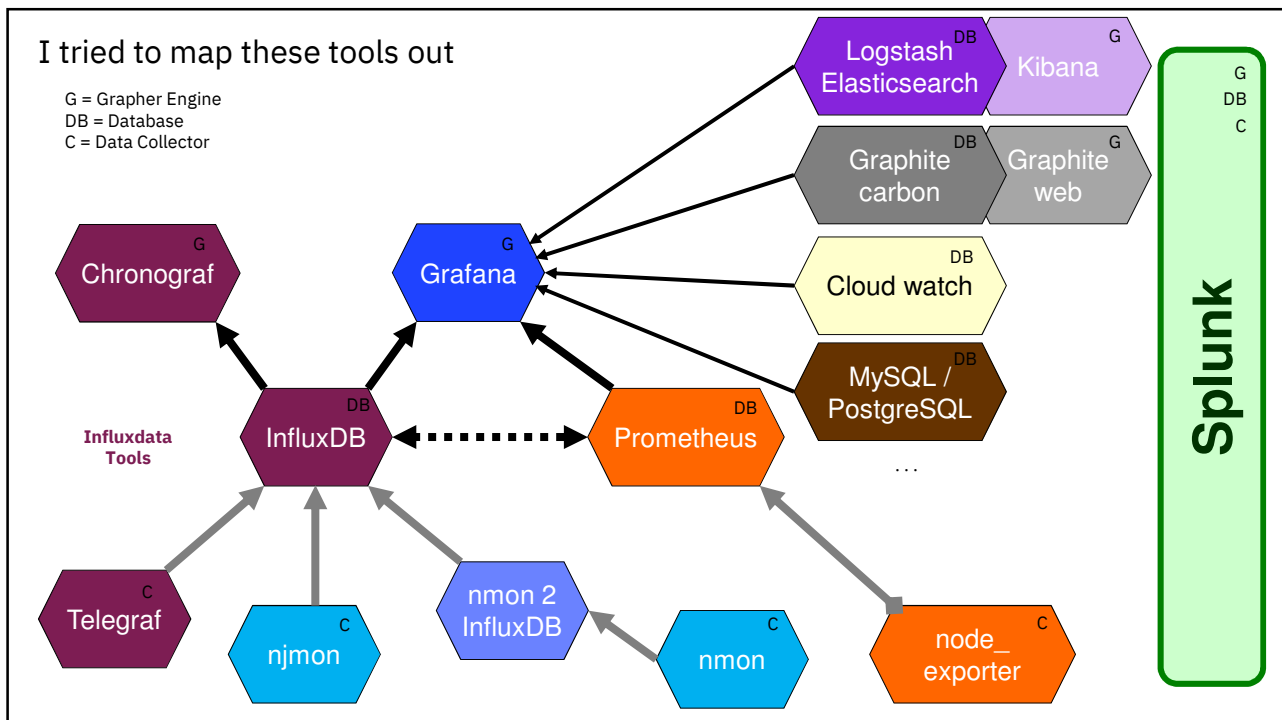 I tried to map these tools out
G = Grapher Engine
DB = Database
C = Data Collector
DB
Logstash
Elasticsearch
G
Kibana
G
DB
C
Splunk
DB
Graphite
carbon
G
Graphite
web
G
Chronograf
G
Grafana
DB
Cloud watch
DB
MySQL /
PostgreSQL
...
Influxdata
Tools
DB
InfluxDB
DB
Prometheus
C
Telegraf
C
njmon
nmon 2
InfluxDB
C
nmon
C
node_
exporter